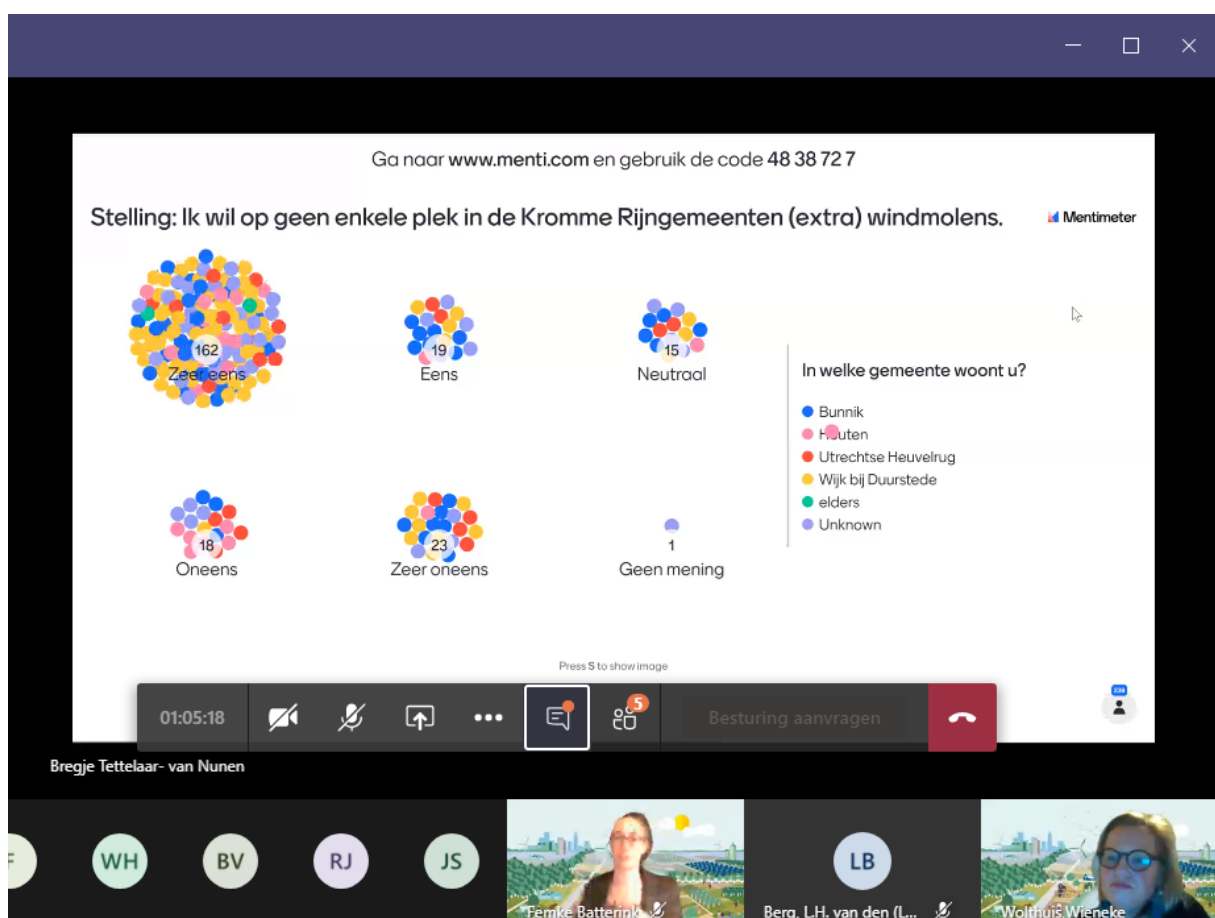 Ga naar www.menti.com en gebruik de code 48 38 72 7
Stelling: Ik wil op geen enkele plek in de Kromme Rijngemeenten (extra) windmolens.
Mentimeter
162
Zeer eens
19
Eens
15
Neutraal
In welke gemeente woont u?
Bunnik
Houten
Utrechtse Heuvelrug
Wijk bij Duurstede
elders
Unknown
18
Oneens
23
Zeer oneens
1
Geen mening
Press S to show image
239
01:05:18
5
Besturing aanvragen
Bregje Tettelaar- van Nunen
F
WH
BV
RJ
JS
LB
Femke Batterink
Berg, L.H. van den (L...
Wolthuis, Wieneke